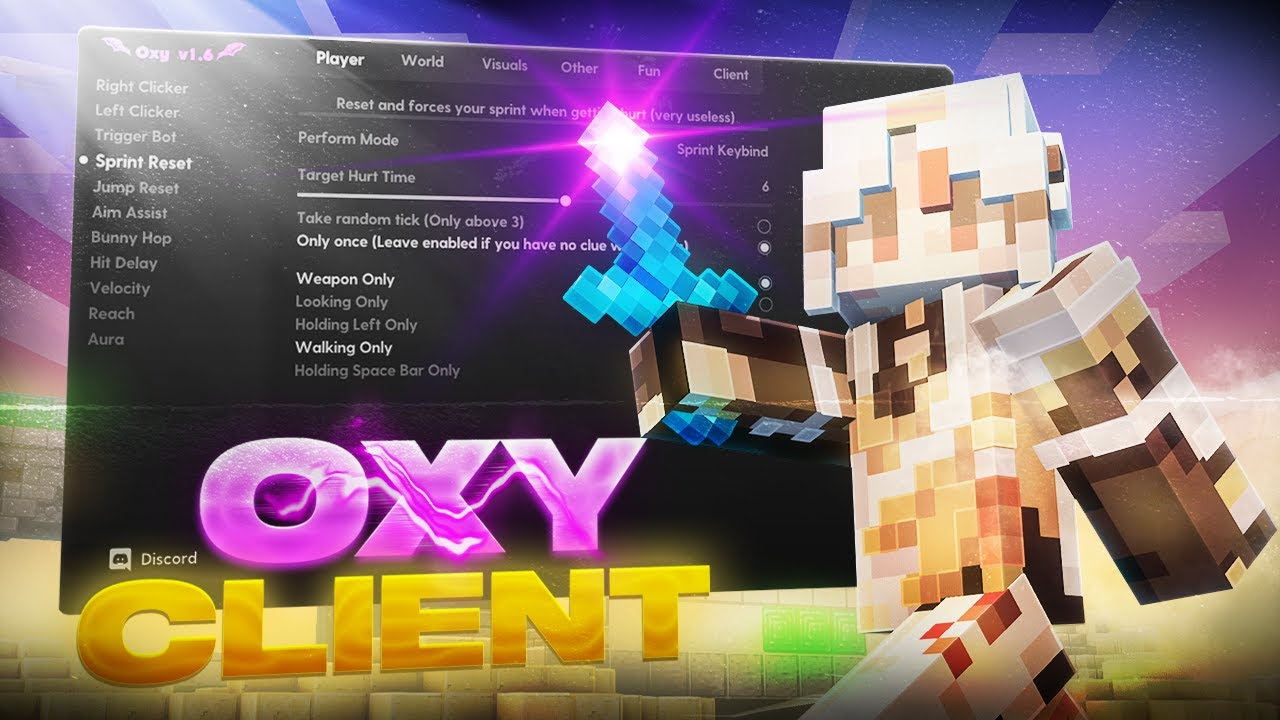 Oxy v1.6
Player World Visuals Other Fun Client
Right Clicker
Left Clicker
Trigger Bot
Sprint Reset
Jump Reset
Aim Assist
Bunny Hop
Hit Delay
Velocity
Reach
Aura
Reset and forces your sprint when getting hurt (very useless)
Perform Mode Sprint Keybind
Target Hurt Time 6
Take random tick (Only above 3)
Only once (Leave enabled if you have no clue w )
Weapon Only
Looking Only
Holding Left Only
Walking Only
Holding Space Bar Only
Discord
OXY
CLIENT